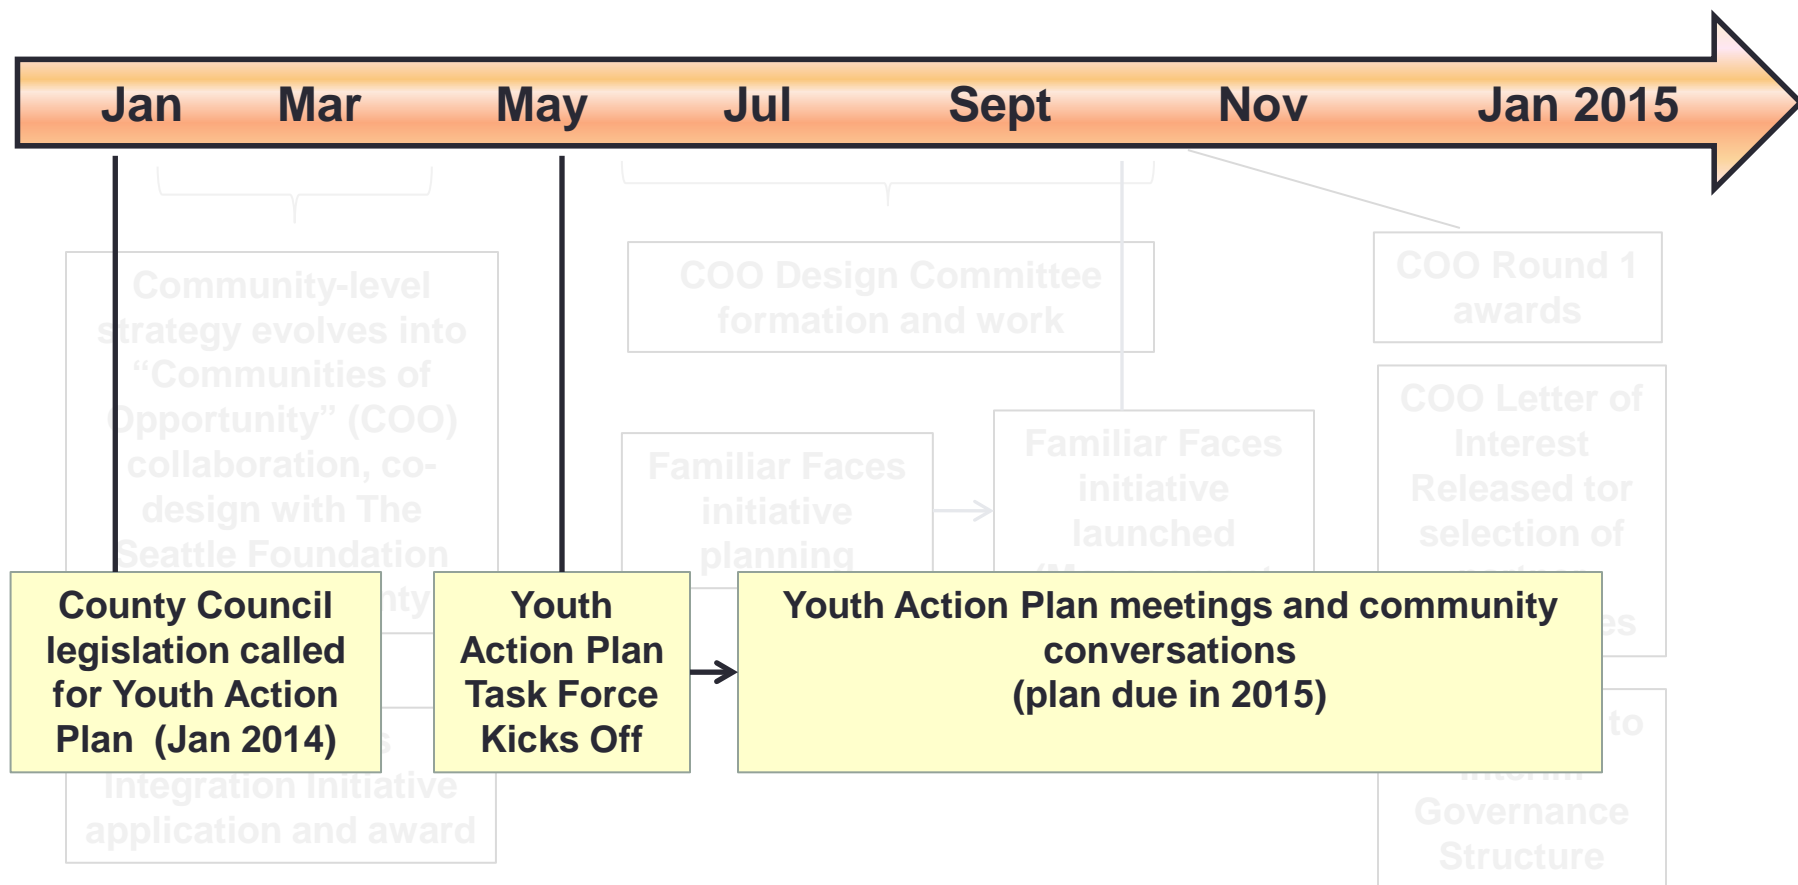 Jan Mar May Jul Sept Nov Jan 2015
Community-level
strategy evolves into
“Communities of
Opportunity” (COO)
collaboration, co-
design with The
Seattle Foundation
COO Design Committee
formation and work
COO Round 1
awards
Familiar Faces
initiative
planning
Familiar Faces
initiative
launched
COO Letter of
Interest
Released tor
selection of
County Council
legislation called
for Youth Action
Plan (Jan 2014)
Youth
Action Plan
Task Force
Kicks Off
Youth Action Plan meetings and community
conversations
(plan due in 2015)
Integration Initiative
application and award
to
Interim
Governance
Structure